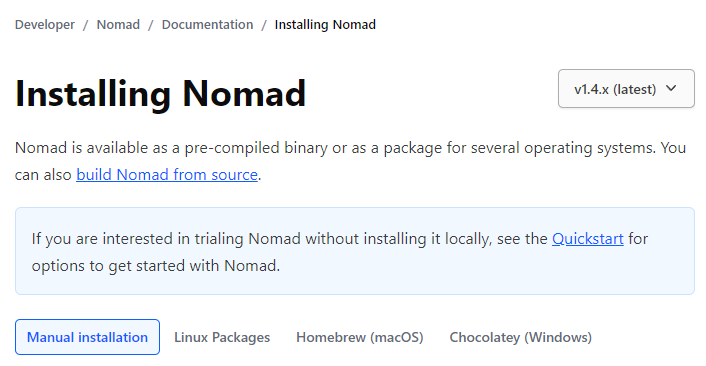 Developer / Nomad / Documentation / Installing Nomad
Installing Nomad
v1.4.x (latest)
Nomad is available as a pre-compiled binary or as a package for several operating systems. You
can also build Nomad from source.
If you are interested in trialing Nomad without installing it locally, see the Quickstart for
options to get started with Nomad.
Manual installation Linux Packages Homebrew (macOS) Chocolatey (Windows)